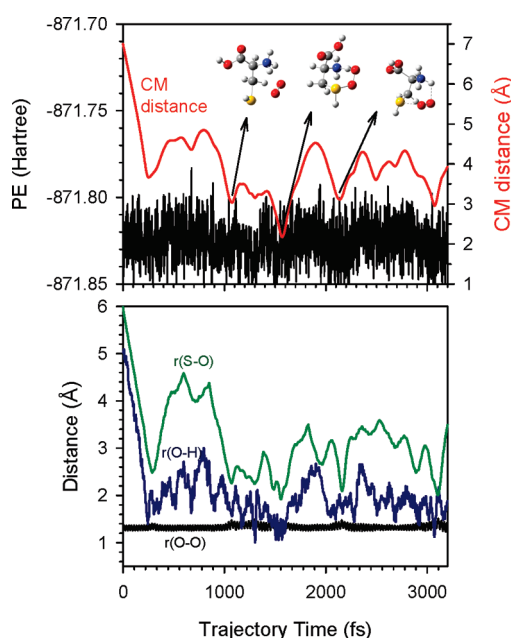 -871.70
-871.75
-871.80
-871.85
PE (Hartree)
CM
distance
7
6
5
4
3
2
1
CM distance (Å)
6
5
4
3
2
1
Distance (Å)
r(S-O)
r(O-H)
r(O-O)
0
1000
2000
3000
Trajectory Time (fs)